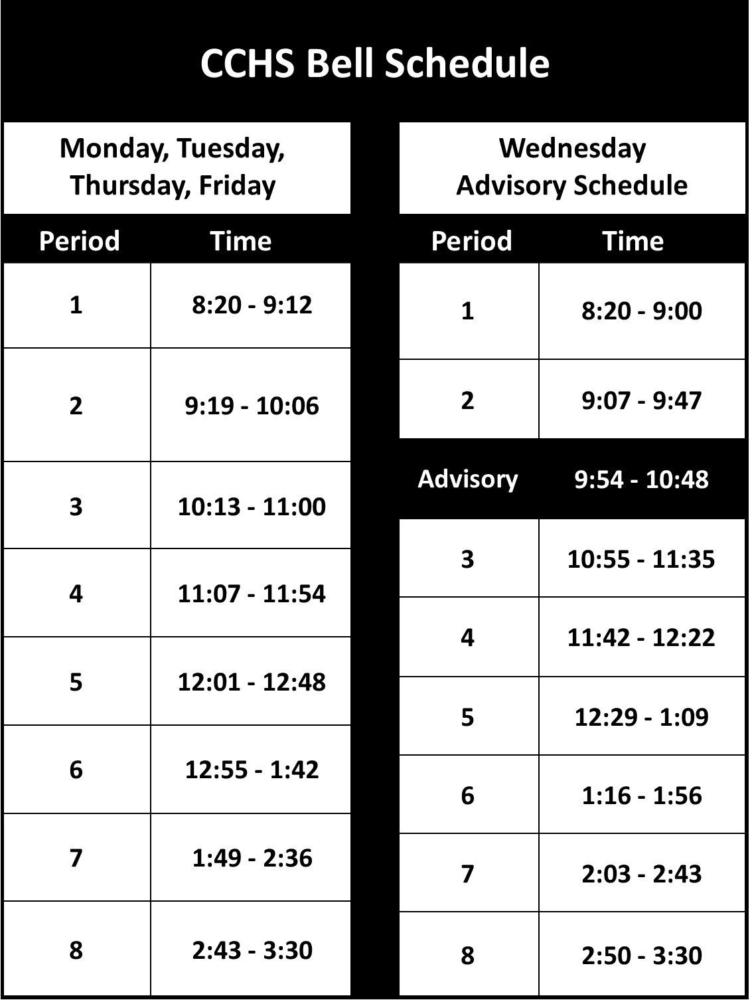 CCHS Bell Schedule
Monday, Tuesday,
Thursday, Friday
Period Time
1 8:20 - 9:12
2 9:19 - 10:06
3 10:13 - 11:00
4 11:07 - 11:54
5 12:01 - 12:48
6 12:55 - 1:42
7 1:49 - 2:36
8 2:43 - 3:30
Wednesday
Advisory Schedule
Period Time
1 8:20 - 9:00
2 9:07 - 9:47
Advisory 9:54 - 10:48
3 10:55 - 11:35
4 11:42 - 12:22
5 12:29 - 1:09
6 1:16 - 1:56
7 2:03 - 2:43
8 2:50 - 3:30